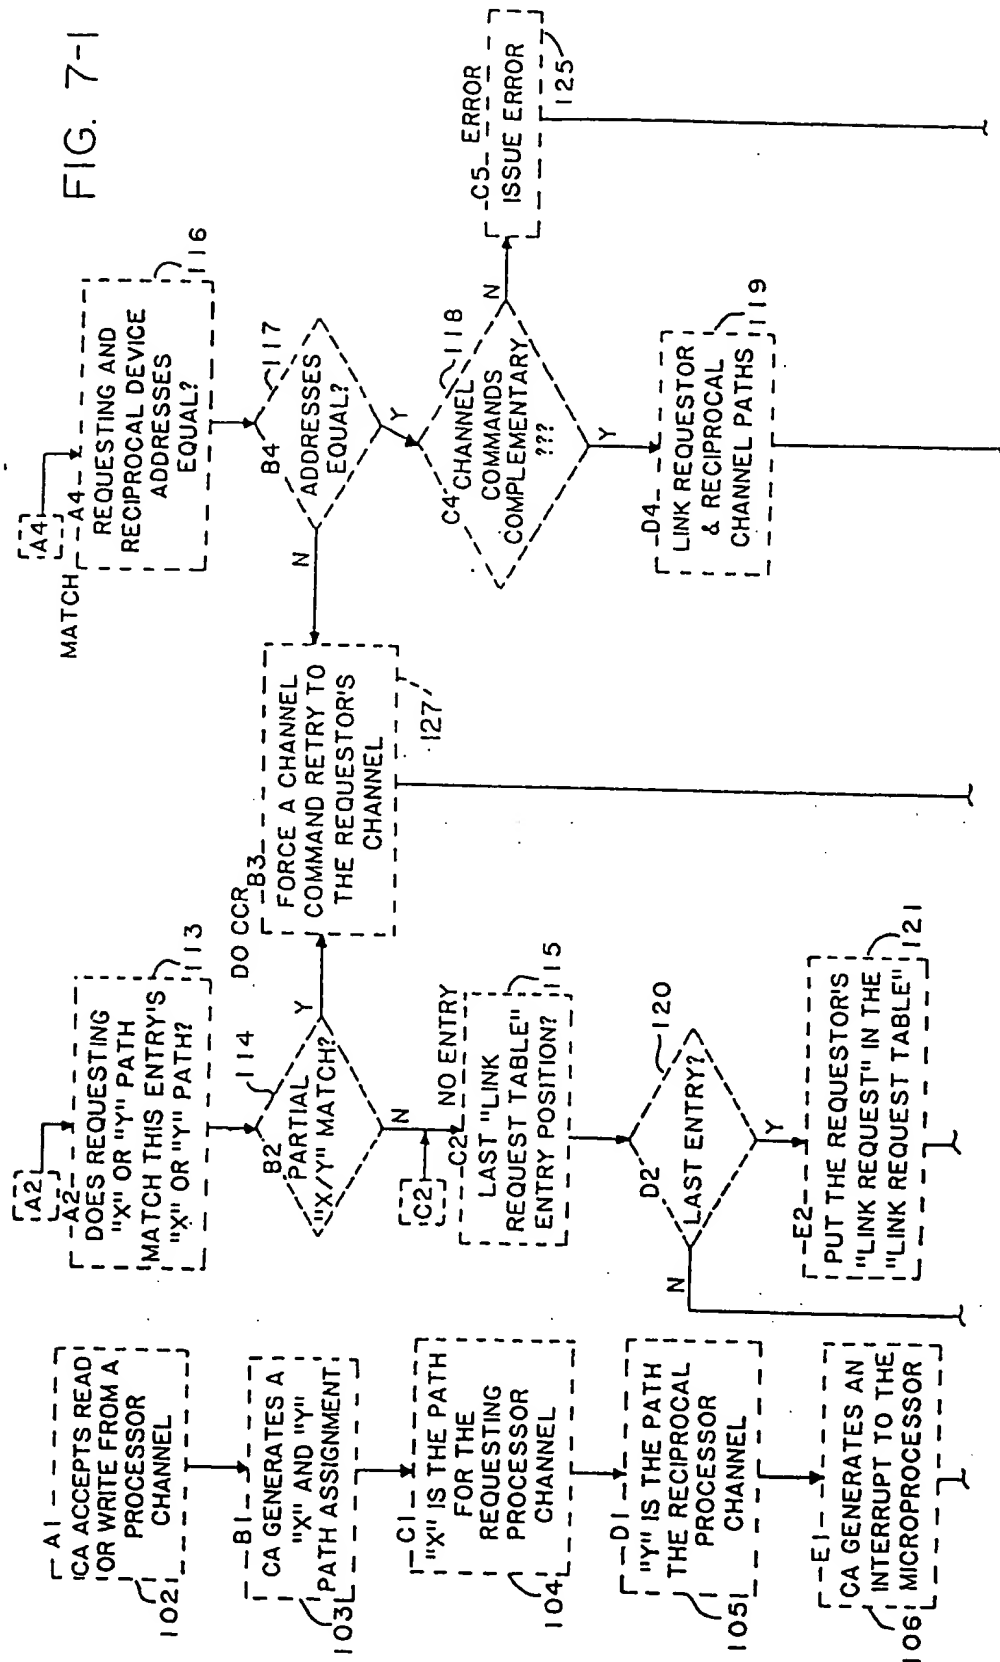 FIG. 7-1
A1
CA ACCEPTS READ
OR WRITE FROM A
PROCESSOR
CHANNEL
102
B1
CA GENERATES A
"X" AND "Y"
PATH ASSIGNMENT
103
C1
"X" IS THE PATH
FOR THE
REQUESTING
PROCESSOR
CHANNEL
104
D1
"Y" IS THE PATH
THE RECIPROCAL
PROCESSOR
CHANNEL
105
E1
CA GENERATES AN
INTERRUPT TO THE
MICROPROCESSOR
106
A2
A2
DOES REQUESTING
"X" OR "Y" PATH
MATCH THIS ENTRY'S
"X" OR "Y" PATH?
113
B2
114
PARTIAL
"X/Y" MATCH?
Y
N
C2
C2
NO ENTRY
LAST "LINK
REQUEST TABLE"
ENTRY POSITION?
115
D2
120
LAST ENTRY?
N
Y
E2
PUT THE REQUESTOR'S
"LINK REQUEST" IN THE
"LINK REQUEST TABLE"
121
DO CCR
B3
FORCE A CHANNEL
COMMAND RETRY TO
THE REQUESTOR'S
CHANNEL
127
A4
MATCH
A4
REQUESTING AND
RECIPROCAL DEVICE
ADDRESSES
EQUAL?
116
B4
117
ADDRESSES
EQUAL?
N
Y
C4
118
CHANNEL
COMMANDS
COMPLEMENTARY
???
N
Y
D4
LINK REQUESTOR
& RECIPROCAL
CHANNEL PATHS
119
C5
ERROR
ISSUE ERROR
125